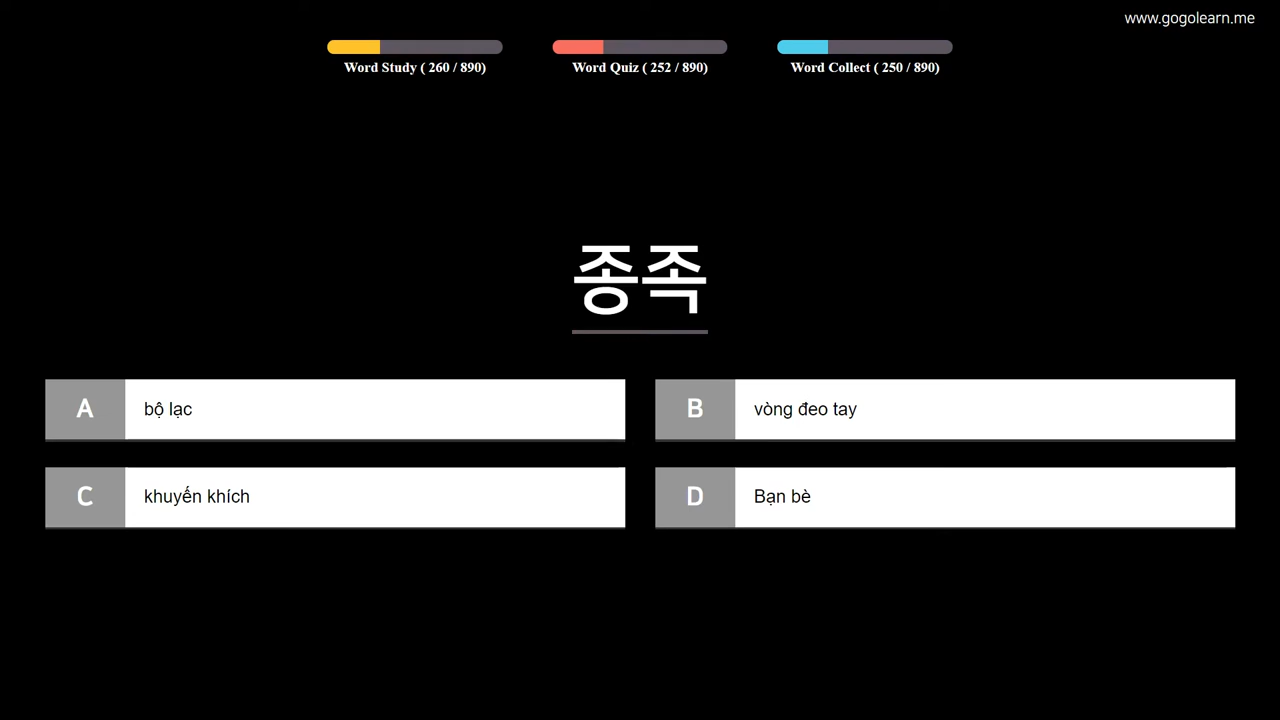 www.gogolearn.me
Word Study ( 260 / 890)
Word Quiz ( 252 / 890)
Word Collect ( 250 / 890)
종족
A bộ lạc
B vòng đeo tay
C khuyến khích
D Bạn bè